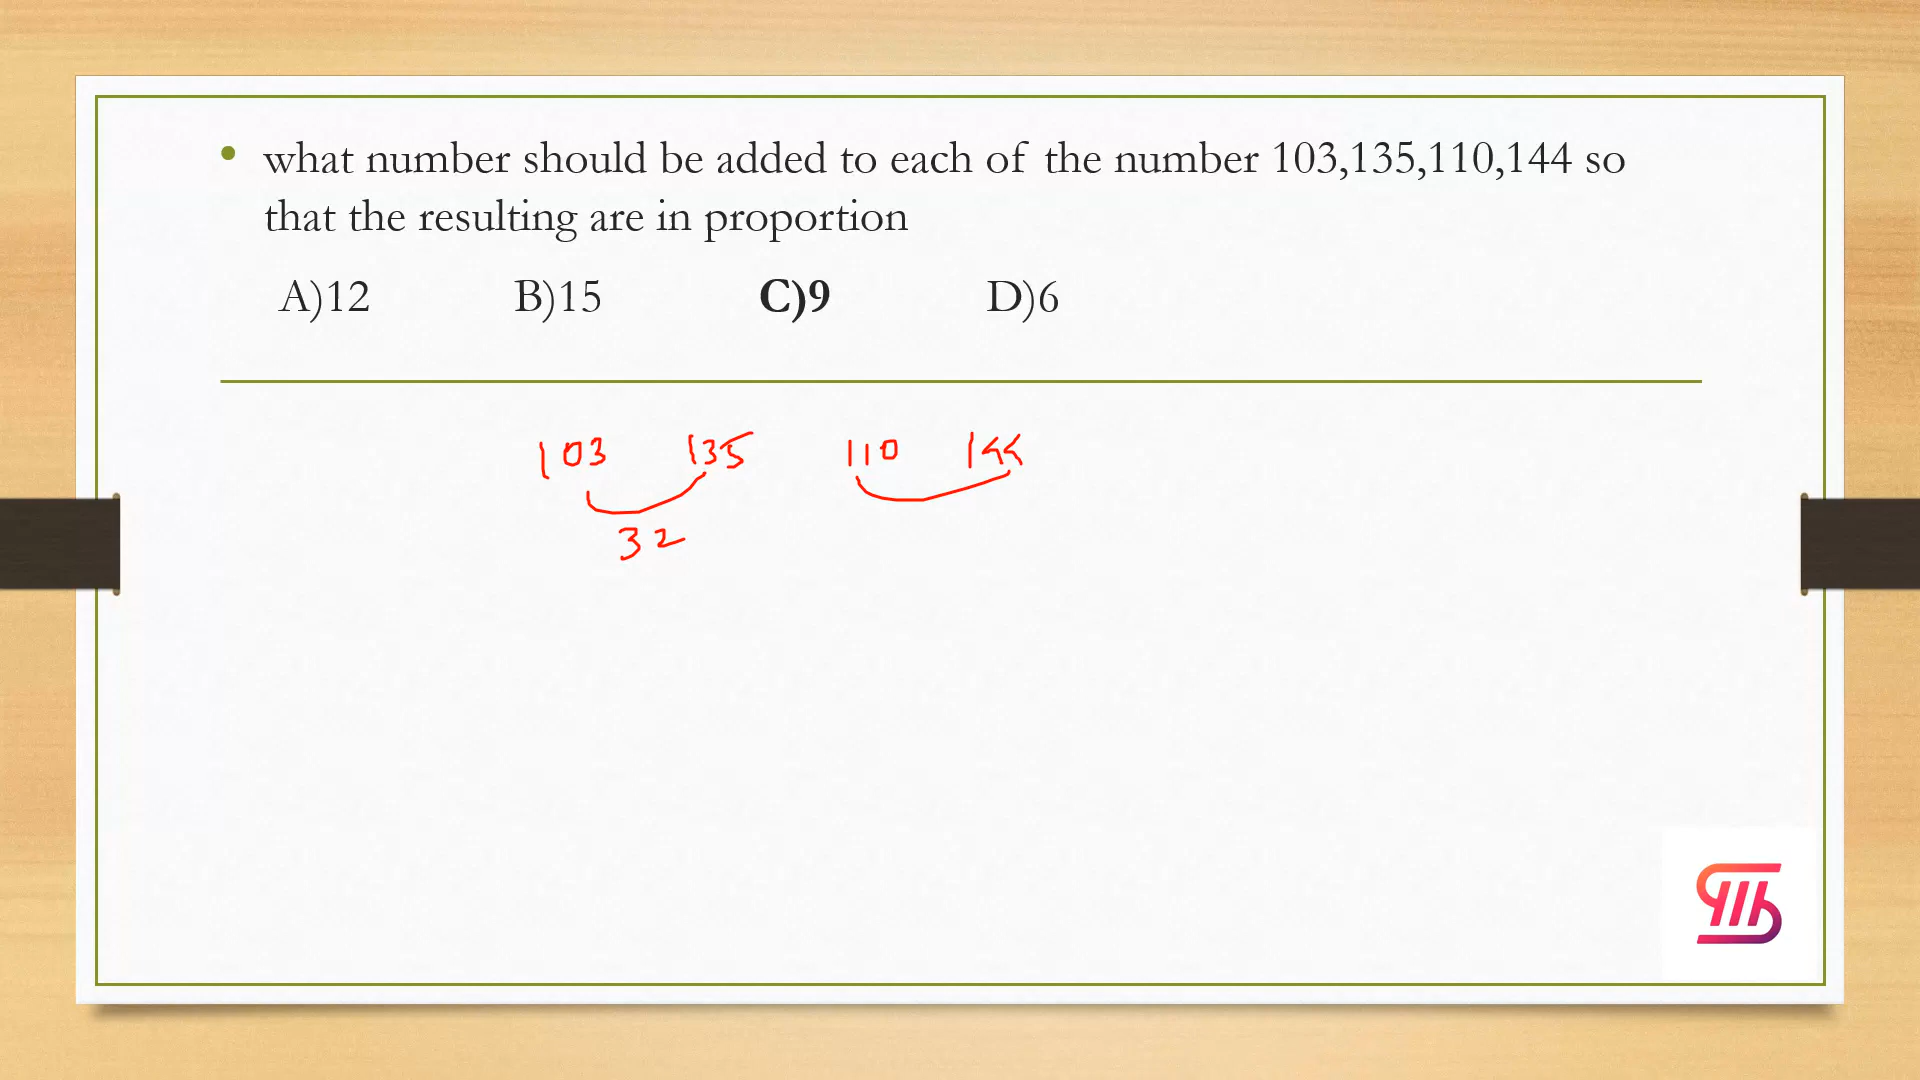 • what number should be added to each of the number 103,135,110,144 so
that the resulting are in proportion
A)12 B)15 C)9 D)6
103 135 110 144
32